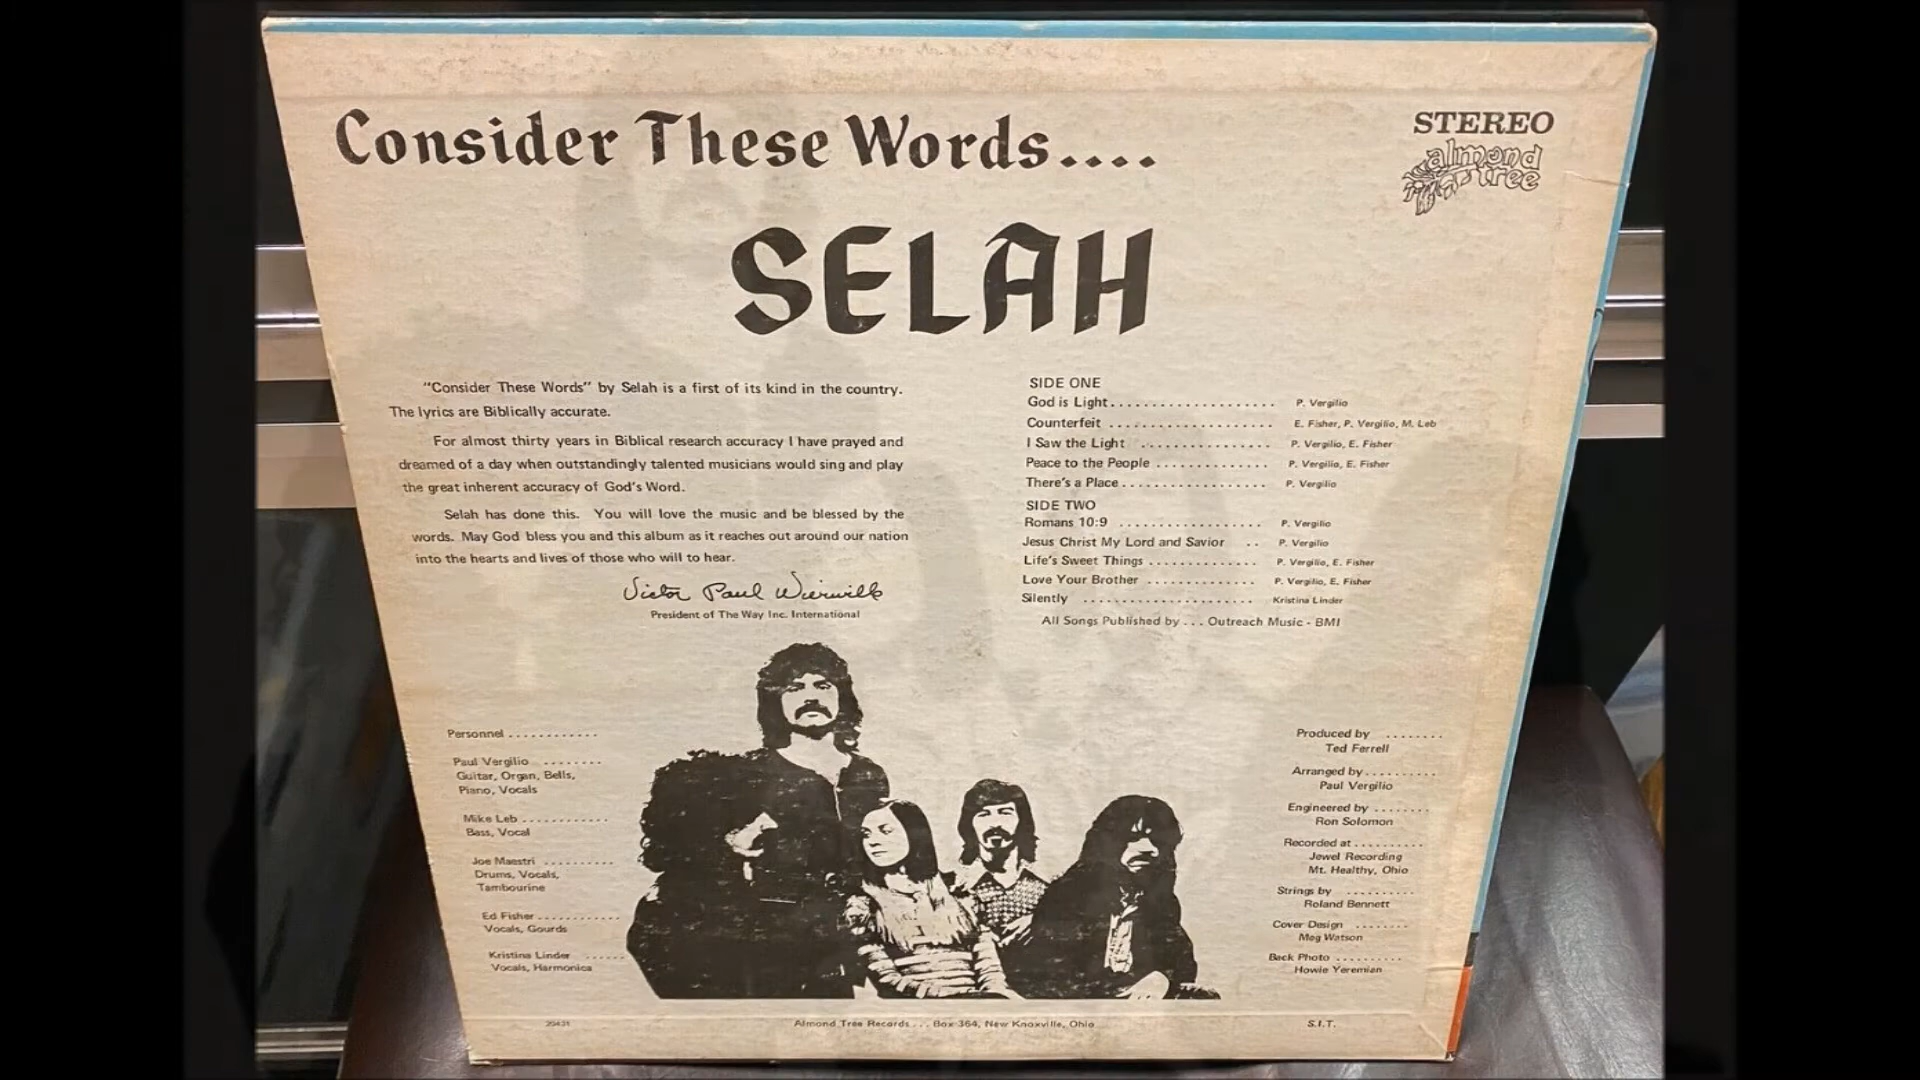 Consider These Words....
STEREO
almond
tree
SELAH
"Consider These Words" by Selah is a first of its kind in the country.
The lyrics are Biblically accurate.
For almost thirty years in Biblical research accuracy I have prayed and
dreamed of a day when outstandingly talented musicians would sing and play
the great inherent accuracy of God's Word.
Selah has done this. You will love the music and be blessed by the
words. May God bless you and this album as it reaches out around our nation
into the hearts and lives of those who will to hear.
Victor Paul Wierwille
President of The Way Inc. International
SIDE ONE
God is Light.................... P. Vergilio
Counterfeit .................... E. Fisher, P. Vergilio, M. Leb
I Saw the Light ................ P. Vergilio, E. Fisher
Peace to the People .............. P. Vergilio, E. Fisher
There's a Place.................. P. Vergilio
SIDE TWO
Romans 10:9 .................. P. Vergilio
Jesus Christ My Lord and Savior .. P. Vergilio
Life's Sweet Things ............. P. Vergilio, E. Fisher
Love Your Brother ............. P. Vergilio, E. Fisher
Silently ..................... Kristina Linder
All Songs Published by ... Outreach Music - BMI
Personnel ...........
Paul Vergilio ........
Guitar, Organ, Bells,
Piano, Vocals
Mike Leb ............
Bass, Vocal
Joe Maestri ..........
Drums, Vocals,
Tambourine
Ed Fisher ............
Vocals, Gourds
Kristina Linder ......
Vocals, Harmonica
Produced by ........
Ted Ferrell
Arranged by..........
Paul Vergilio
Engineered by ........
Ron Solomon
Recorded at ..........
Jewel Recording
Mt. Healthy, Ohio
Strings by ..........
Roland Bennett
Cover Design ........
Meg Watson
Back Photo ..........
Howie Yeremian
20431
Almond Tree Records ... Box 364, New Knoxville, Ohio
S.I.T.